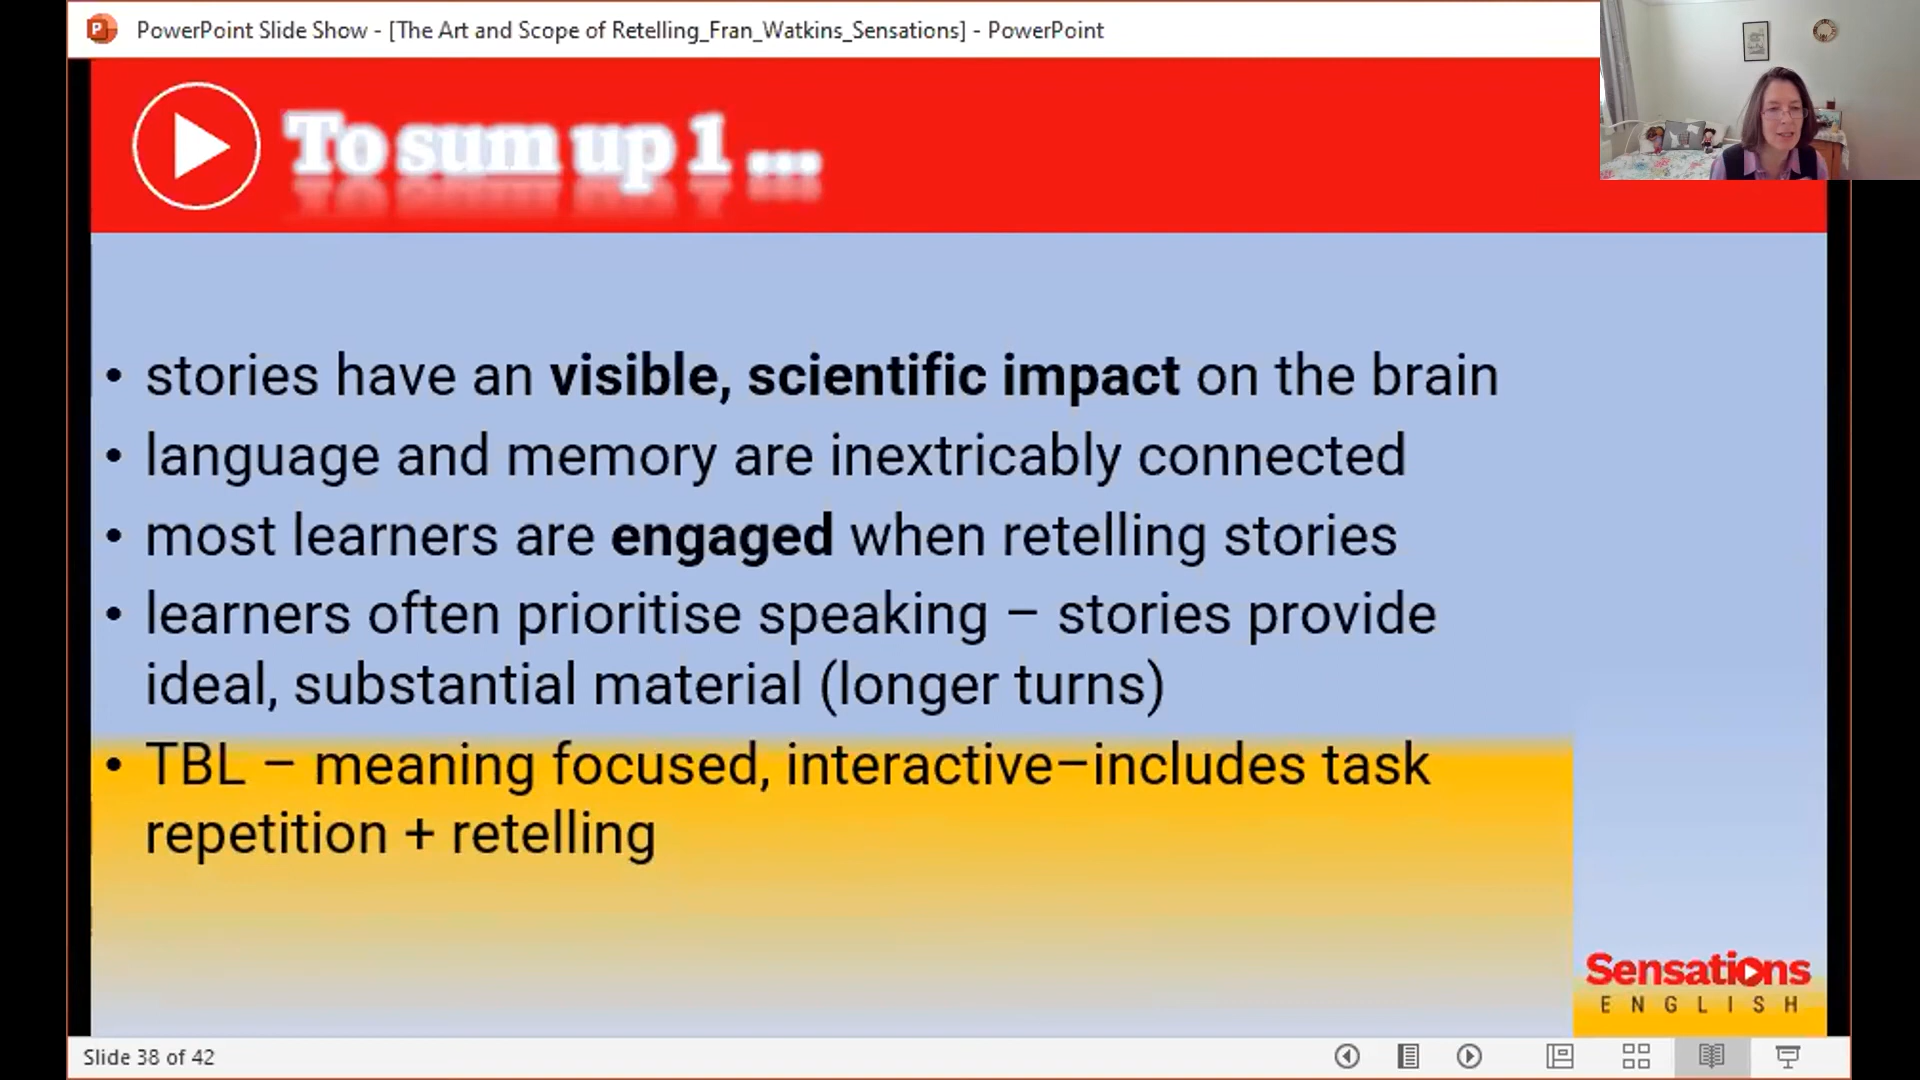 PowerPoint Slide Show - [The Art and Scope of Retelling_Fran_Watkins_Sensations] - PowerPoint
To sum up 1 ...
• stories have an visible, scientific impact on the brain
• language and memory are inextricably connected
• most learners are engaged when retelling stories
• learners often prioritise speaking – stories provide
ideal, substantial material (longer turns)
• TBL – meaning focused, interactive–includes task
repetition + retelling
Sensations
ENGLISH
Slide 38 of 42